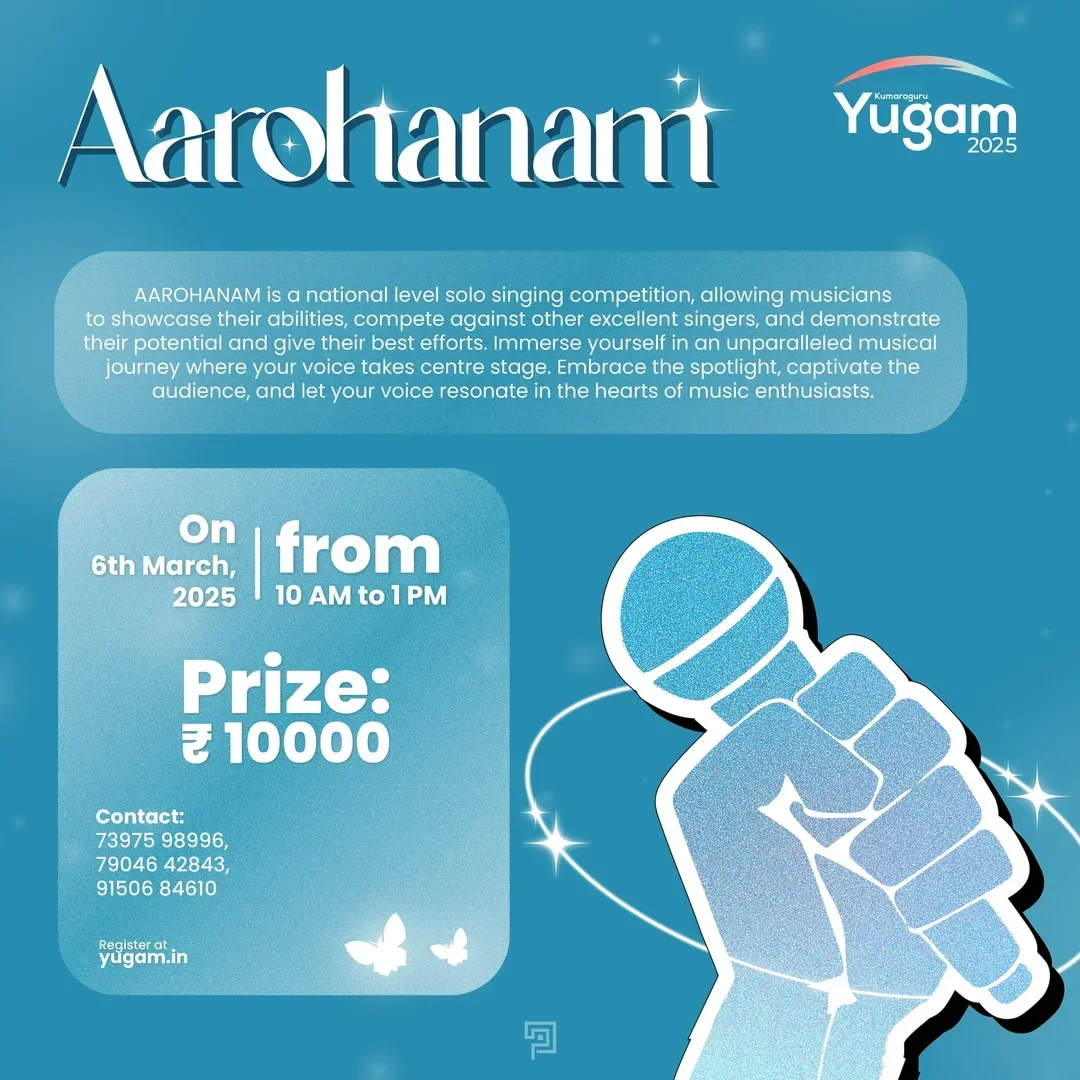 Aarohanam
Kumaraguru
Yugam
2025
AAROHANAM is a national level solo singing competition, allowing musicians
to showcase their abilities, compete against other excellent singers, and demonstrate
their potential and give their best efforts. Immerse yourself in an unparalleled musical
journey where your voice takes centre stage. Embrace the spotlight, captivate the
audience, and let your voice resonate in the hearts of music enthusiasts.
On
6th March,
2025
from
10 AM to 1 PM
Prize:
₹ 10000
Contact:
73975 98996,
79046 42843,
91506 84610
Register at
yugam.in